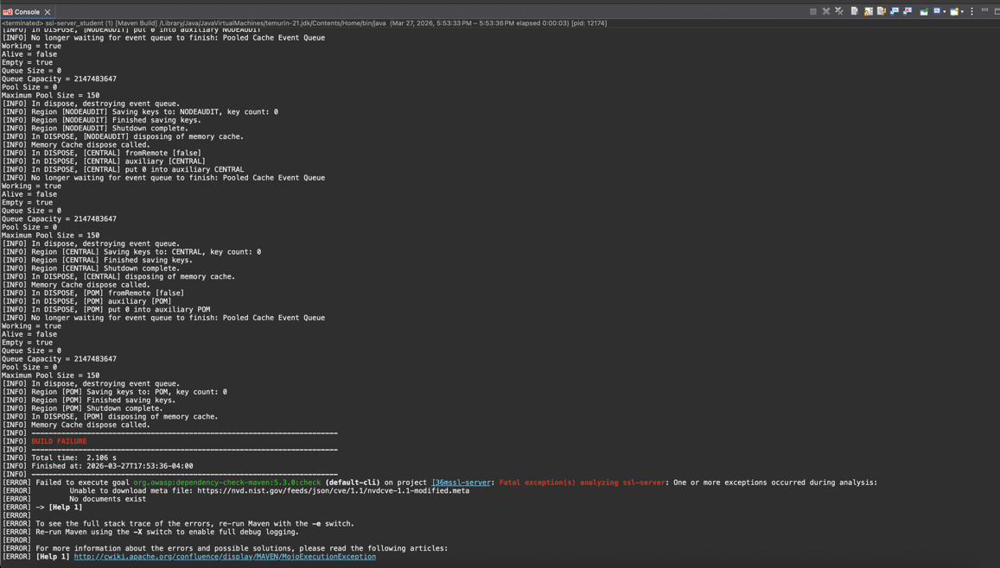 Console
<terminated> ssl-server_student (1) [Maven Build] /Library/Java/JavaVirtualMachines/temurin-21.jdk/Contents/Home/bin/java (Mar 27, 2026, 5:53:33 PM – 5:53:36 PM elapsed 0:00:03) [pid: 12174]
[INFO] In DISPOSE, [NODEAUDIT] put 0 into auxiliary NODEAUDIT
[INFO] No longer waiting for event queue to finish: Pooled Cache Event Queue
Working = true
Alive = false
Empty = true
Queue Size = 0
Queue Capacity = 2147483647
Pool Size = 0
Maximum Pool Size = 150
[INFO] In dispose, destroying event queue.
[INFO] Region [NODEAUDIT] Saving keys to: NODEAUDIT, key count: 0
[INFO] Region [NODEAUDIT] Finished saving keys.
[INFO] Region [NODEAUDIT] Shutdown complete.
[INFO] In DISPOSE, [NODEAUDIT] disposing of memory cache.
[INFO] Memory Cache dispose called.
[INFO] In DISPOSE, [CENTRAL] fromRemote [false]
[INFO] In DISPOSE, [CENTRAL] auxiliary [CENTRAL]
[INFO] In DISPOSE, [CENTRAL] put 0 into auxiliary CENTRAL
[INFO] No longer waiting for event queue to finish: Pooled Cache Event Queue
Working = true
Alive = false
Empty = true
Queue Size = 0
Queue Capacity = 2147483647
Pool Size = 0
Maximum Pool Size = 150
[INFO] In dispose, destroying event queue.
[INFO] Region [CENTRAL] Saving keys to: CENTRAL, key count: 0
[INFO] Region [CENTRAL] Finished saving keys.
[INFO] Region [CENTRAL] Shutdown complete.
[INFO] In DISPOSE, [CENTRAL] disposing of memory cache.
[INFO] Memory Cache dispose called.
[INFO] In DISPOSE, [POM] fromRemote [false]
[INFO] In DISPOSE, [POM] auxiliary [POM]
[INFO] In DISPOSE, [POM] put 0 into auxiliary POM
[INFO] No longer waiting for event queue to finish: Pooled Cache Event Queue
Working = true
Alive = false
Empty = true
Queue Size = 0
Queue Capacity = 2147483647
Pool Size = 0
Maximum Pool Size = 150
[INFO] In dispose, destroying event queue.
[INFO] Region [POM] Saving keys to: POM, key count: 0
[INFO] Region [POM] Finished saving keys.
[INFO] Region [POM] Shutdown complete.
[INFO] In DISPOSE, [POM] disposing of memory cache.
[INFO] Memory Cache dispose called.
[INFO] ------------------------------------------------------------------------
[INFO] BUILD FAILURE
[INFO] ------------------------------------------------------------------------
[INFO] Total time:  2.106 s
[INFO] Finished at: 2026-03-27T17:53:36-04:00
[INFO] ------------------------------------------------------------------------
[ERROR] Failed to execute goal org.owasp:dependency-check-maven:5.3.0:check (default-cli) on project [36mssl-server: Fatal exception(s) analyzing ssl-server: One or more exceptions occurred during analysis:
[ERROR] Unable to download meta file: https://nvd.nist.gov/feeds/json/cve/1.1/nvdcve-1.1-modified.meta
[ERROR] No documents exist
[ERROR] -> [Help 1]
[ERROR]
[ERROR] To see the full stack trace of the errors, re-run Maven with the -e switch.
[ERROR] Re-run Maven using the -X switch to enable full debug logging.
[ERROR]
[ERROR] For more information about the errors and possible solutions, please read the following articles:
[ERROR] [Help 1] http://cwiki.apache.org/confluence/display/MAVEN/MojoExecutionException